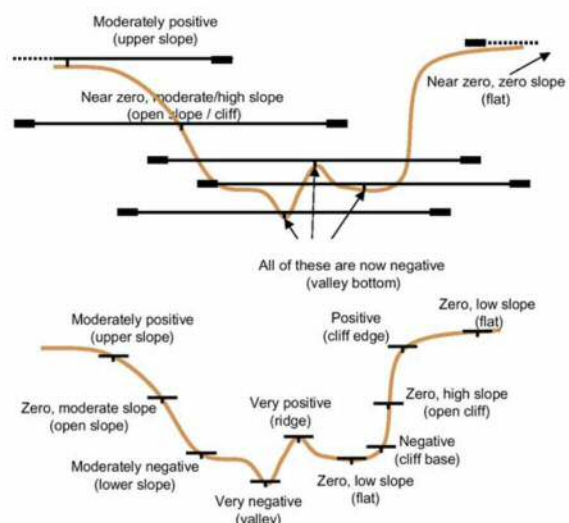 Moderately positive
(upper slope)
Near zero, moderate/high slope
(open slope / cliff)
Near zero, zero slope
(flat)
All of these are now negative
(valley bottom)
Moderately positive
(upper slope)
Positive
(cliff edge)
Zero, low slope
(flat)
Zero, moderate slope
(open slope)
Very positive
(ridge)
Zero, high slope
(open cliff)
Moderately negative
(lower slope)
Negative
(cliff base)
Very negative
(valley)
Zero, low slope
(flat)